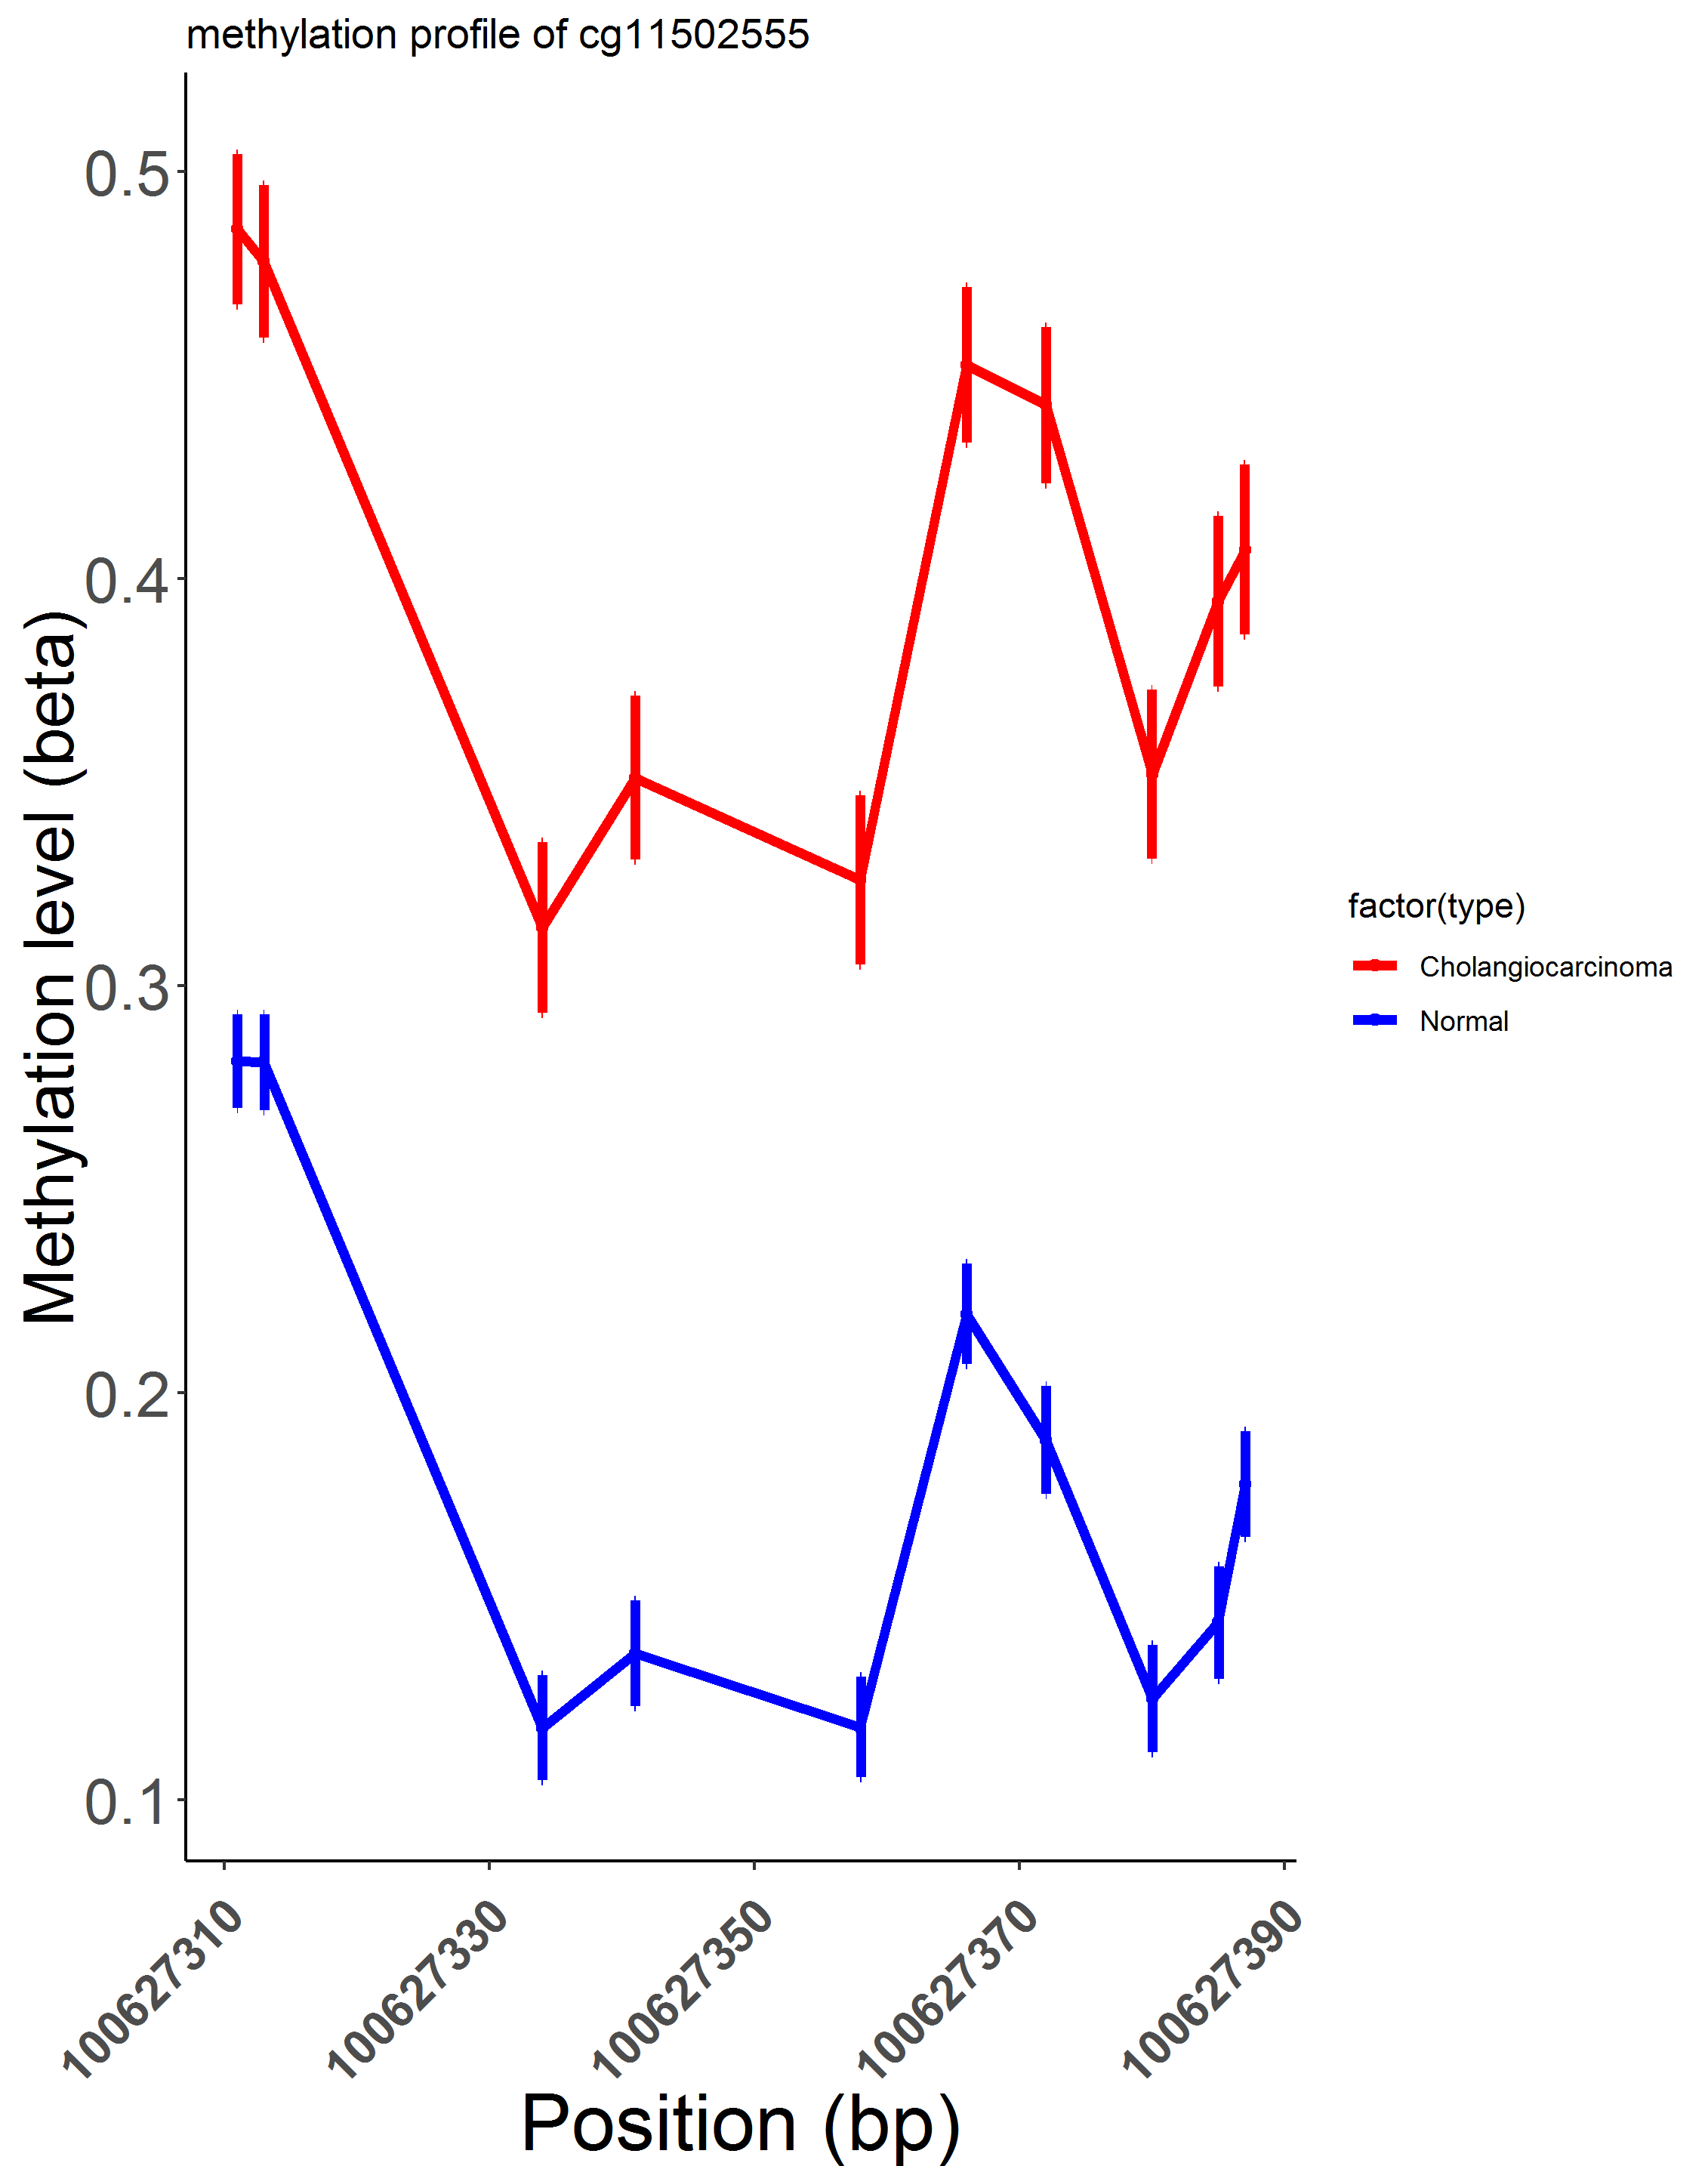 methylation profile of cg11502555
0.5
0.4
0.3
0.2
0.1
Methylation level (beta)
100627310
100627330
100627350
100627370
100627390
Position (bp)
factor(type)
Cholangiocarcinoma
Normal